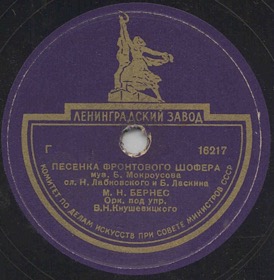 ЛЕНИНГРАДСКИЙ ЗАВОД
Г 16217
ПЕСЕНКА ФРОНТОВОГО ШОФЕРА
муз. Б. Мокроусова
сл. Н. Лабковского и Б. Ласкина
М. Н. БЕРНЕС
Орк. под упр.
В.Н.Кнушевицкого
КОМИТЕТ ПО ДЕЛАМ ИСКУССТВ ПРИ СОВЕТЕ МИНИСТРОВ СССР